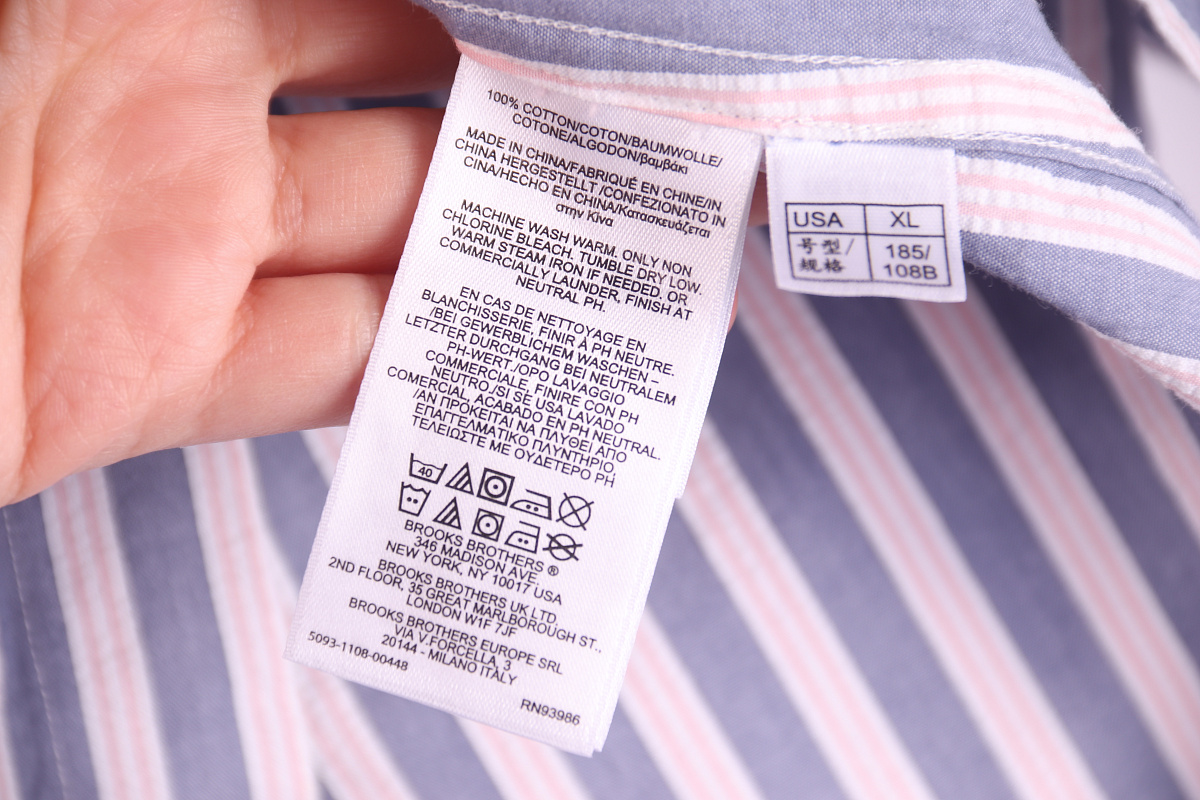 100% COTTON/COTON/BAUMWOLLE/
COTONE/ALGODON/βαμβάκι
MADE IN CHINA/FABRIQUÉ EN CHINE/IN
CHINA HERGESTELLT /CONFEZIONATO IN
CINA/HECHO EN CHINA/Κατασκευάζεται
στην Κίνα
MACHINE WASH WARM. ONLY NON
CHLORINE BLEACH. TUMBLE DRY LOW.
WARM STEAM IRON IF NEEDED. OR
COMMERCIALLY LAUNDER, FINISH AT
NEUTRAL PH.
EN CAS DE NETTOYAGE EN
BLANCHISSERIE, FINIR À PH NEUTRE.
/BEI GEWERBLICHEM WASCHEN –
LETZTER DURCHGANG BEI NEUTRALEM
PH-WERT./OPO LAVAGGIO
COMMERCIALE, FINIRE CON PH
NEUTRO./SI SE USA LAVADO
COMERCIAL, ACABADO EN PH NEUTRAL.
/ΑΝ ΠΡΟΚΕΙΤΑΙ ΝΑ ΠΛΥΘΕΙ ΑΠΟ
ΕΠΑΓΓΕΛΜΑΤΙΚΟ ΠΛΥΝΤΗΡΙΟ,
ΤΕΛΕΙΩΣΤΕ ΜΕ ΟΥΔΕΤΕΡΟ PH
40
BROOKS BROTHERS ®
346 MADISON AVE.
NEW YORK, NY 10017 USA
BROOKS BROTHERS UK LTD.
2ND FLOOR, 35 GREAT MARLBOROUGH ST.,
LONDON W1F 7JF
BROOKS BROTHERS EUROPE SRL
VIA V.FORCELLA, 3
20144 - MILANO ITALY
5093-1108-00448
RN93986
USA XL
号型/ 185/
规格 108B